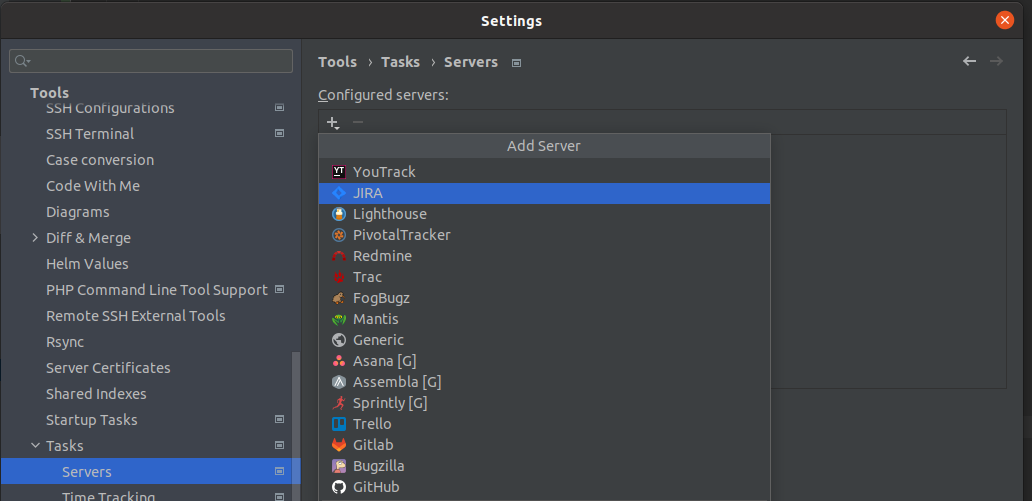 Settings
Tools
SSH Configurations
SSH Terminal
Case conversion
Code With Me
Diagrams
Diff & Merge
Helm Values
PHP Command Line Tool Support
Remote SSH External Tools
Rsync
Server Certificates
Shared Indexes
Startup Tasks
Tasks
Servers
Time Tracking
Tools › Tasks › Servers
Configured servers:
Add Server
YT YouTrack
JIRA
Lighthouse
PivotalTracker
Redmine
Trac
FogBugz
Mantis
Generic
Asana [G]
Assembla [G]
Sprintly [G]
Trello
Gitlab
Bugzilla
GitHub